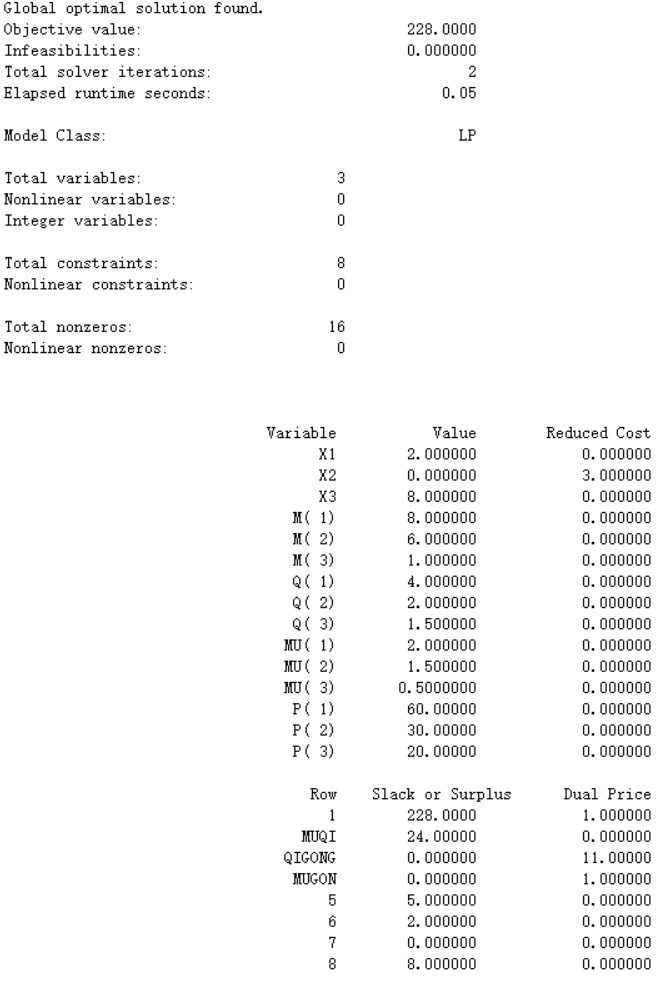 Global optimal solution found.
Objective value: 228.0000
Infeasibilities: 0.000000
Total solver iterations: 2
Elapsed runtime seconds: 0.05
Model Class: LP
Total variables: 3
Nonlinear variables: 0
Integer variables: 0
Total constraints: 8
Nonlinear constraints: 0
Total nonzeros: 16
Nonlinear nonzeros: 0
Variable Value Reduced Cost
X1 2.000000 0.000000
X2 0.000000 3.000000
X3 8.000000 0.000000
M( 1) 8.000000 0.000000
M( 2) 6.000000 0.000000
M( 3) 1.000000 0.000000
Q( 1) 4.000000 0.000000
Q( 2) 2.000000 0.000000
Q( 3) 1.500000 0.000000
MU( 1) 2.000000 0.000000
MU( 2) 1.500000 0.000000
MU( 3) 0.5000000 0.000000
P( 1) 60.00000 0.000000
P( 2) 30.00000 0.000000
P( 3) 20.00000 0.000000
Row Slack or Surplus Dual Price
1 228.0000 1.000000
MUQI 24.00000 0.000000
QIGONG 0.000000 11.00000
MUGON 0.000000 1.000000
5 5.000000 0.000000
6 2.000000 0.000000
7 0.000000 0.000000
8 8.000000 0.000000